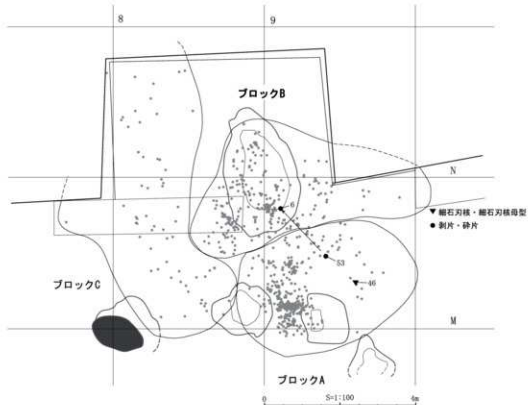 8
9
ブロックB
N
6
▼ 細石刃核・細石刃核母型
● 剥片・砕片
53
46
ブロックC
M
ブロックA
0
S=1:100
4m